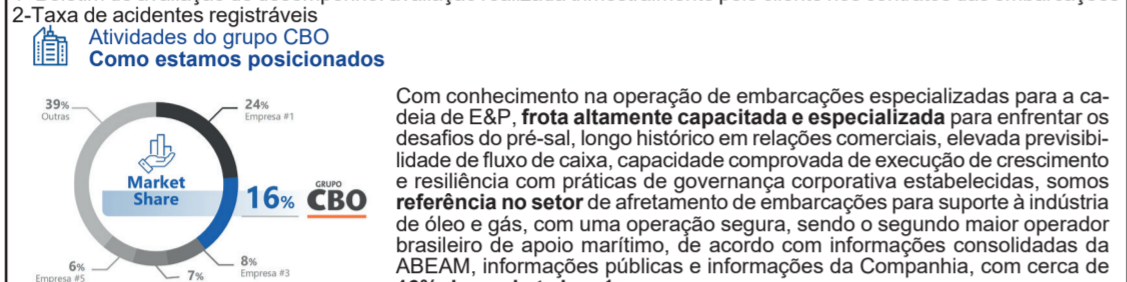 2-Taxa de acidentes registráveis
Atividades do grupo CBO
Como estamos posicionados
39%
Outras
24%
Empresa #1
Market
Share
16%
GRUPO
CBO
6%
Empresa #5
7%
8%
Empresa #3
Com conhecimento na operação de embarcações especializadas para a ca-
deia de E&P, frota altamente capacitada e especializada para enfrentar os
desafios do pré-sal, longo histórico em relações comerciais, elevada previsibi-
lidade de fluxo de caixa, capacidade comprovada de execução de crescimento
e resiliência com práticas de governança corporativa estabelecidas, somos
referência no setor de afretamento de embarcações para suporte à indústria
de óleo e gás, com uma operação segura, sendo o segundo maior operador
brasileiro de apoio marítimo, de acordo com informações consolidadas da
ABEAM, informações públicas e informações da Companhia, com cerca de